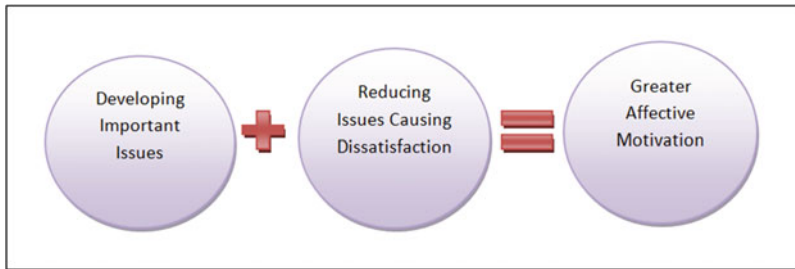 Developing
Important
Issues
Reducing
Issues Causing
Dissatisfaction
Greater
Affective
Motivation